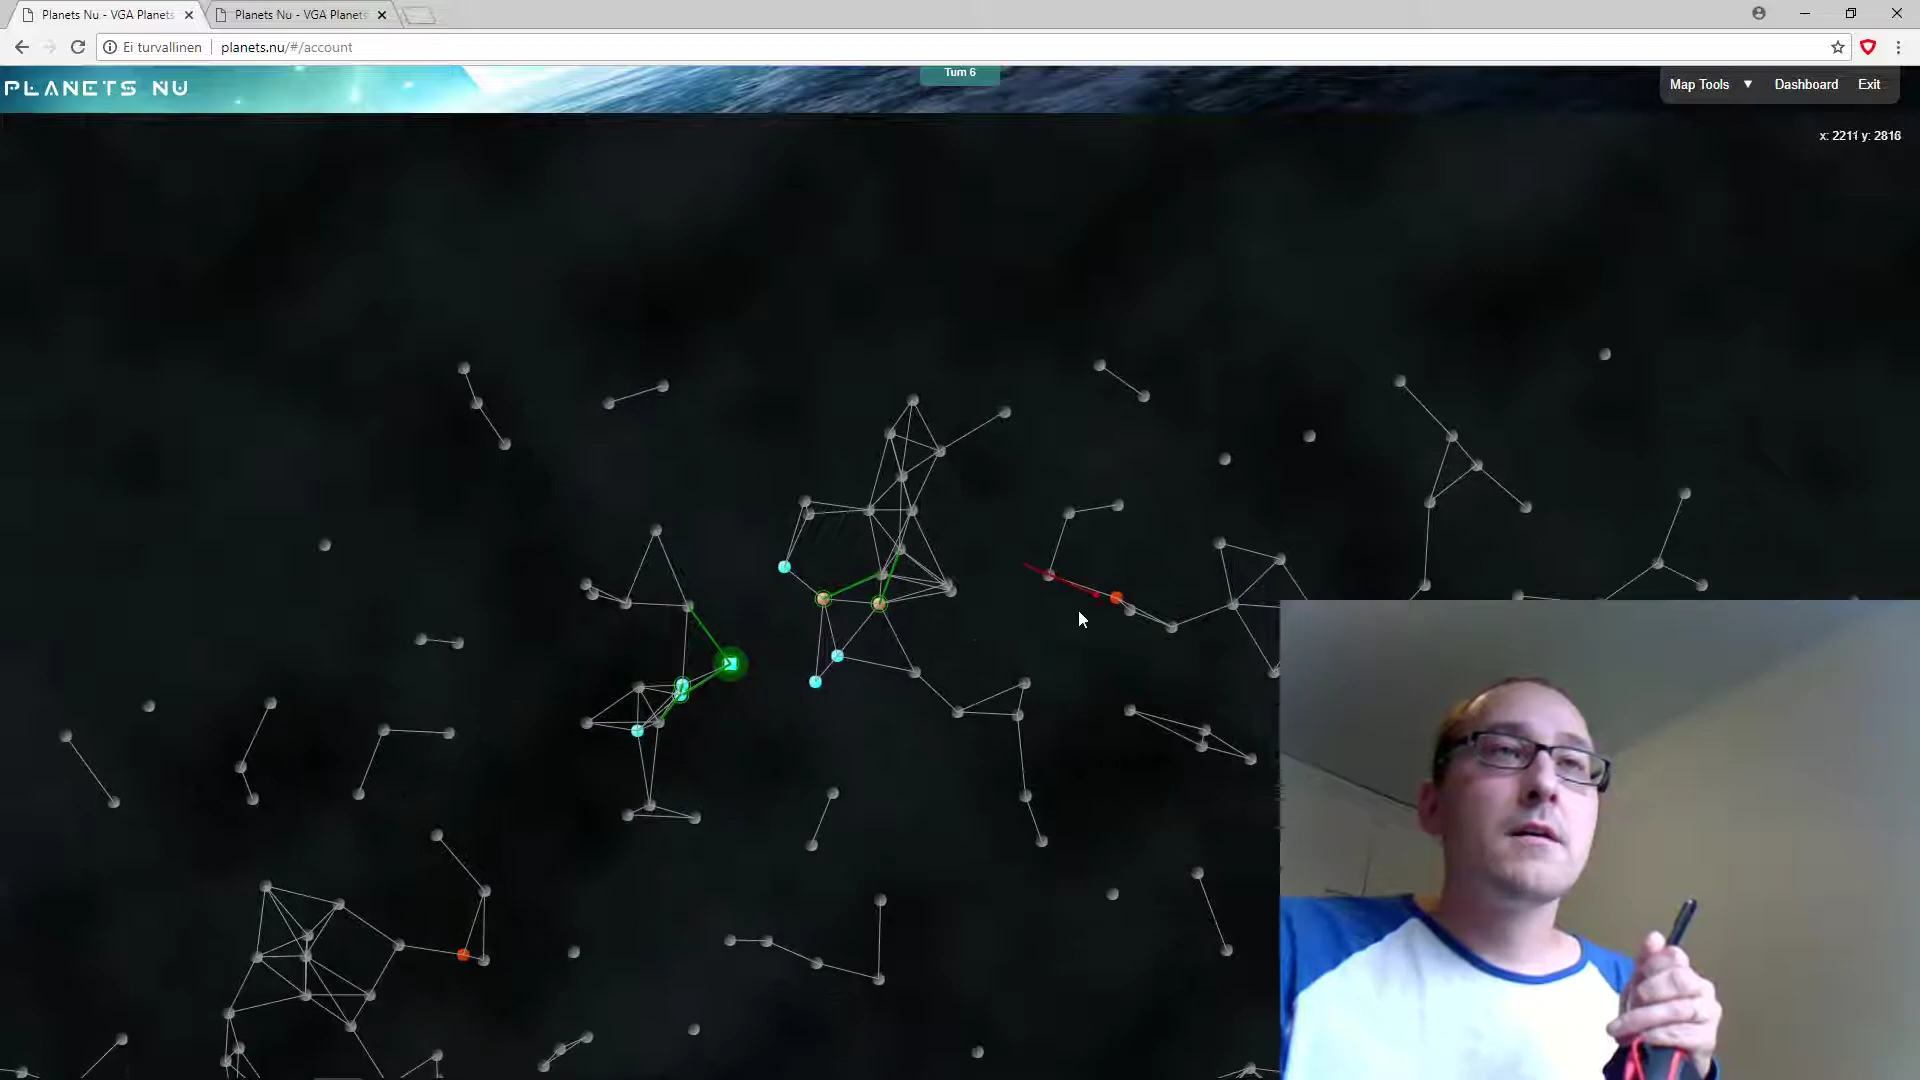 Planets Nu - VGA Planets
Planets Nu - VGA Planets
Ei turvallinen
planets.nu/#/account
PLANETS NU
Turn 6
Map Tools ▼
Dashboard
Exit
x: 2211 y: 2816